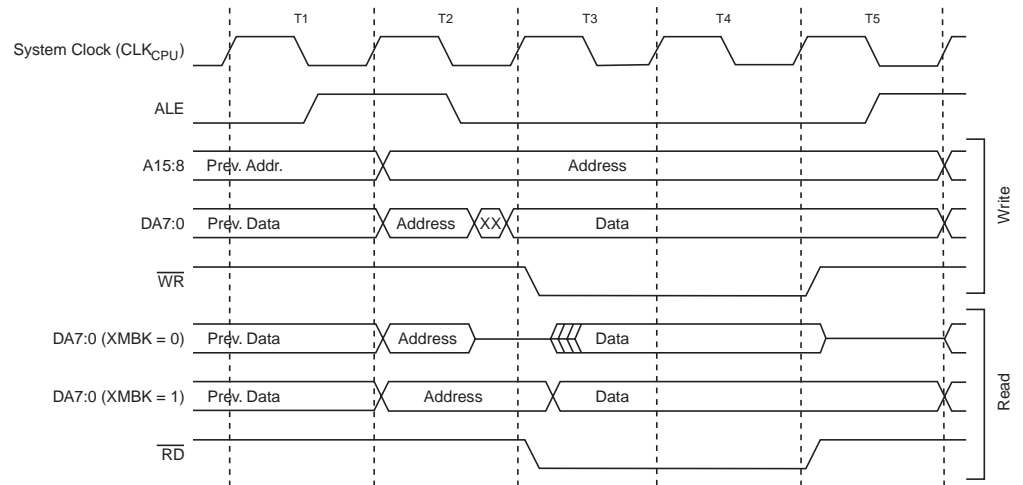 T1 T2 T3 T4 T5
System Clock (CLKCPU)
ALE
A15:8 Prev. Addr. Address
DA7:0 Prev. Data Address XX Data
WR
Write
DA7:0 (XMBK = 0) Prev. Data Address Data
DA7:0 (XMBK = 1) Prev. Data Address Data
RD
Read